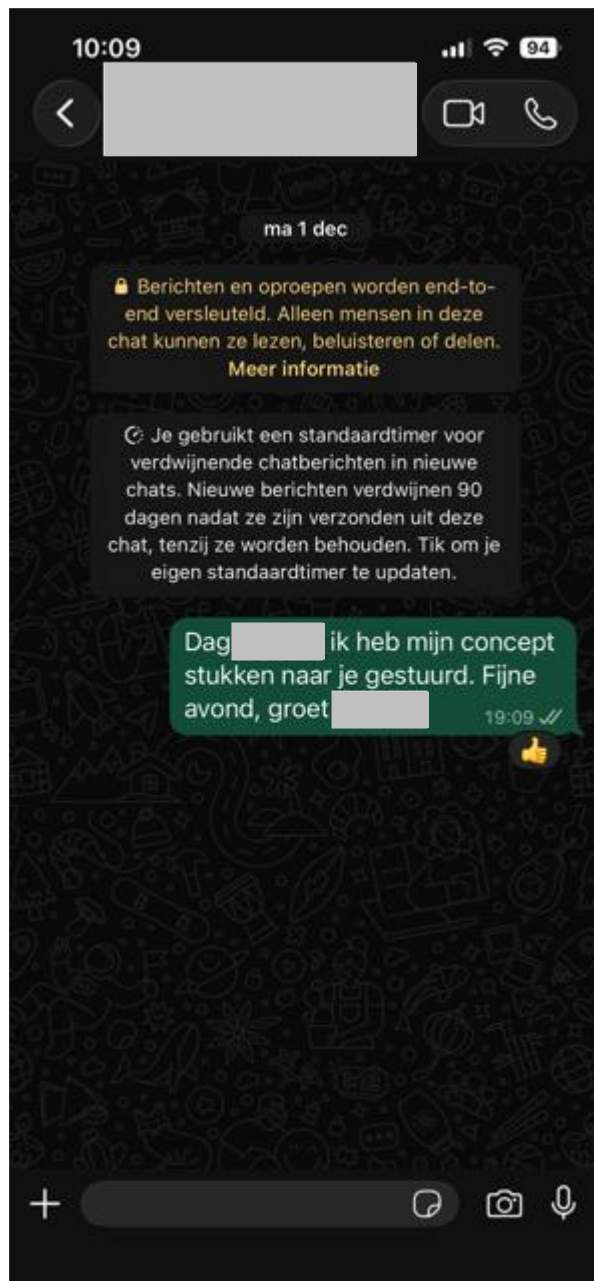 10:09
94
ma 1 dec
Berichten en oproepen worden end-to-
end versleuteld. Alleen mensen in deze
chat kunnen ze lezen, beluisteren of delen.
Meer informatie
Je gebruikt een standaardtimer voor
verdwijnende chatberichten in nieuwe
chats. Nieuwe berichten verdwijnen 90
dagen nadat ze zijn verzonden uit deze
chat, tenzij ze worden behouden. Tik om je
eigen standaardtimer te updaten.
Dag ik heb mijn concept
stukken naar je gestuurd. Fijne
avond, groet
19:09